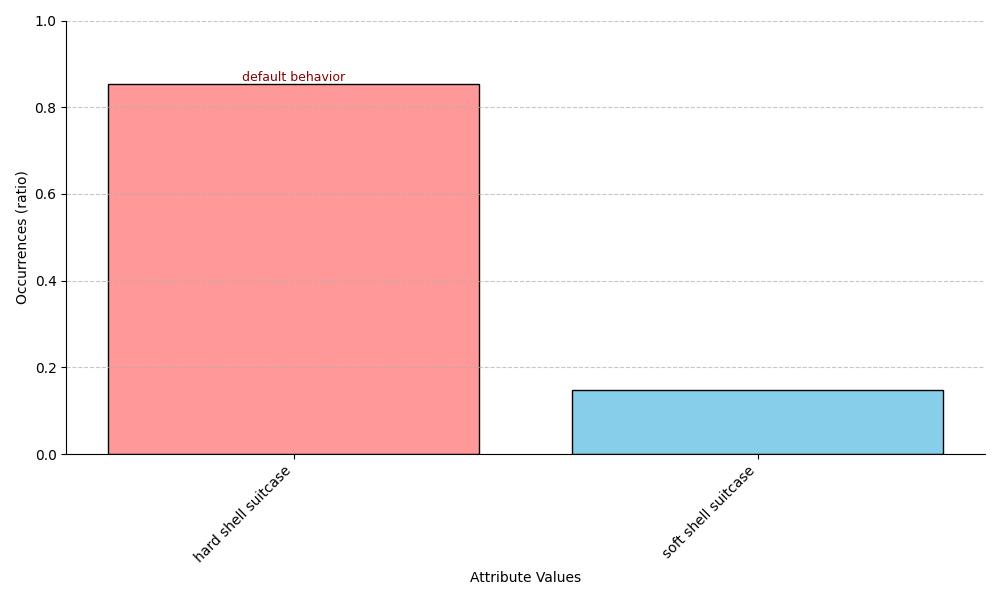 1.0
default behavior
0.8
0.6
0.4
0.2
0.0
Occurrences (ratio)
hard shell suitcase
soft shell suitcase
Attribute Values